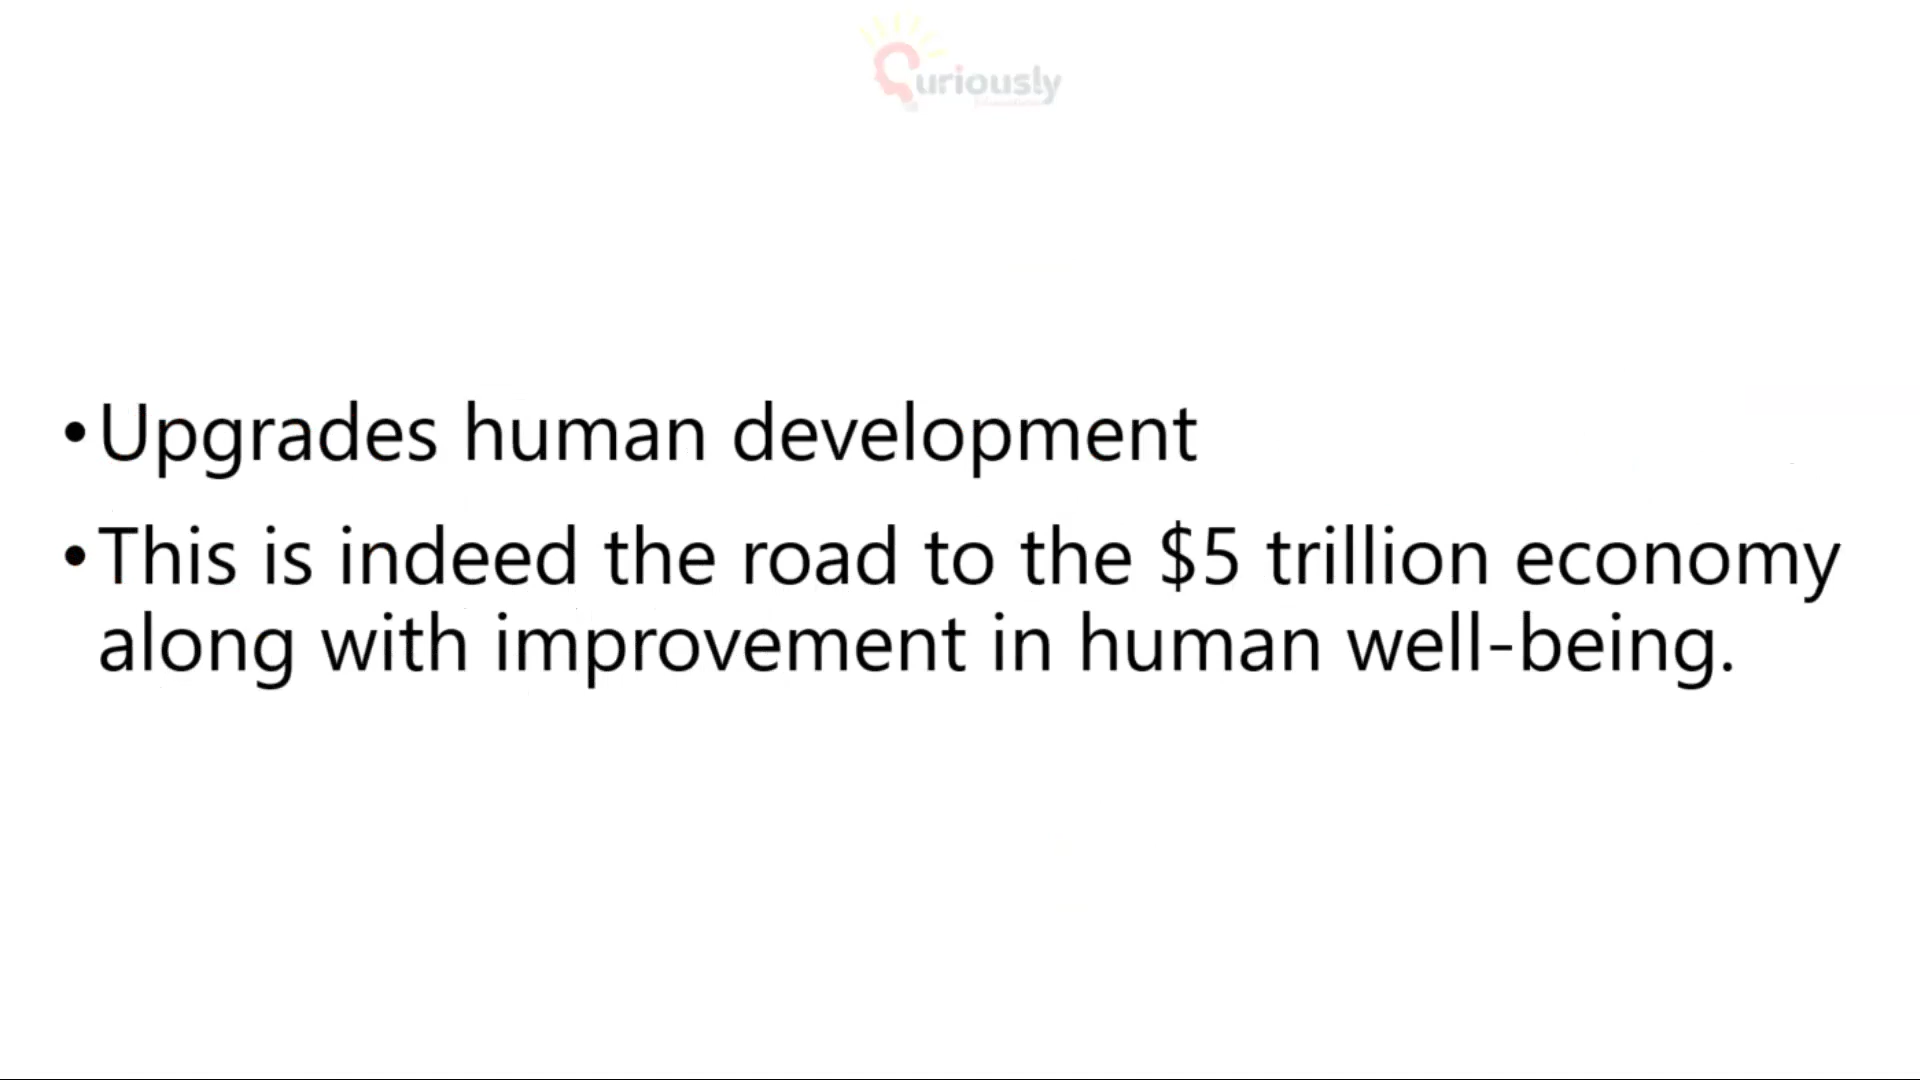 Curiously
•Upgrades human development
•This is indeed the road to the $5 trillion economy
along with improvement in human well-being.